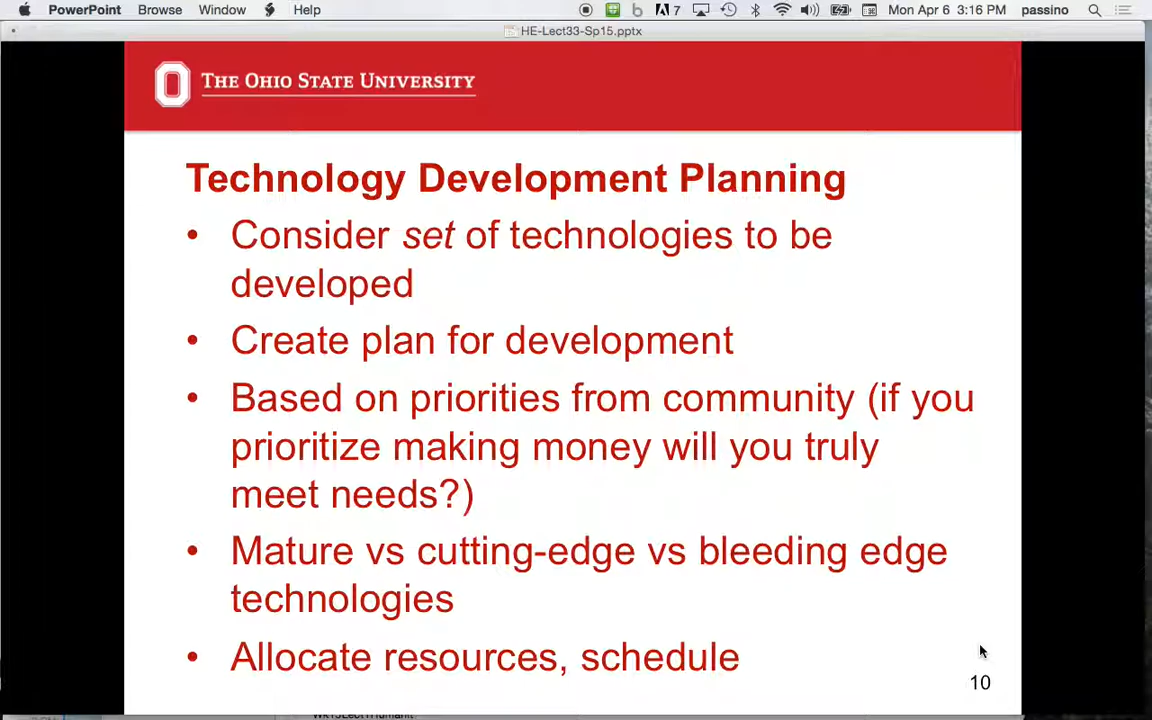 PowerPoint Browse Window Help 7 Mon Apr 6 3:16 PM passino
HE-Lect33-Sp15.pptx
THE OHIO STATE UNIVERSITY
Technology Development Planning
• Consider set of technologies to be
developed
• Create plan for development
• Based on priorities from community (if you
prioritize making money will you truly
meet needs?)
• Mature vs cutting-edge vs bleeding edge
technologies
• Allocate resources, schedule
10